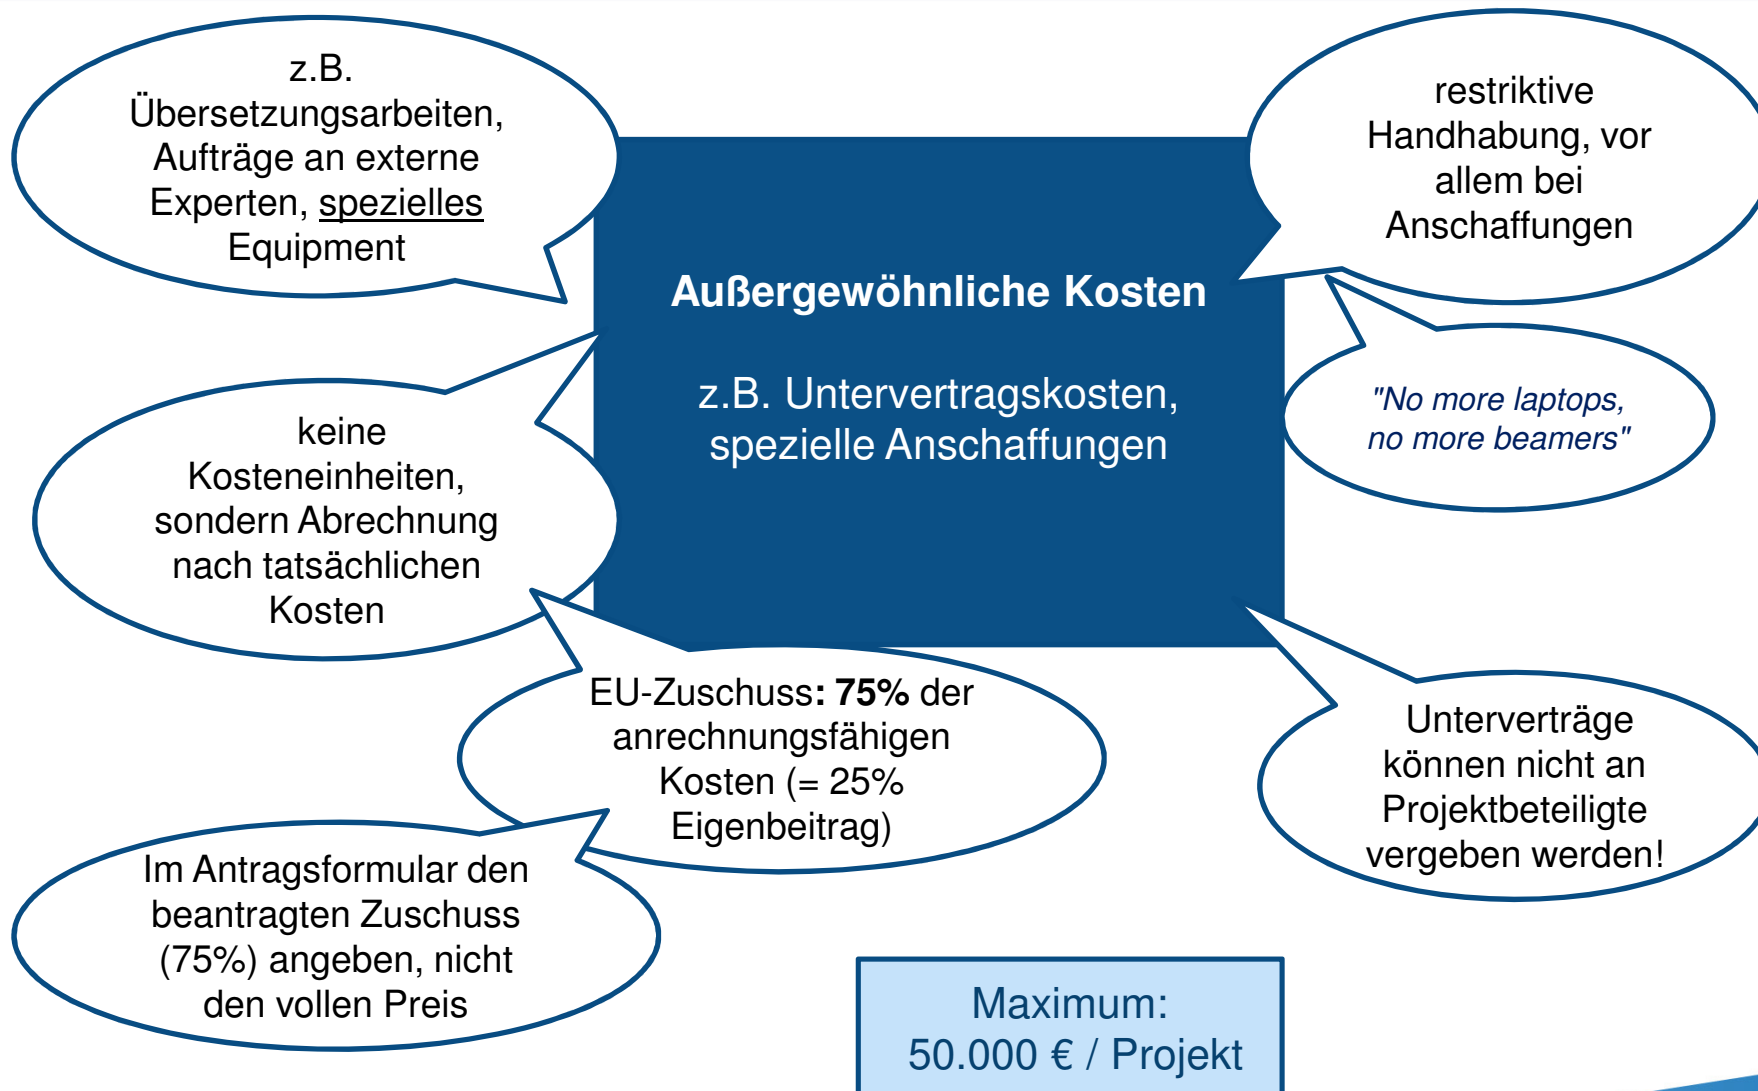 z.B.
Übersetzungsarbeiten,
Aufträge an externe
Experten, spezielles
Equipment
restriktive
Handhabung, vor
allem bei
Anschaffungen
Außergewöhnliche Kosten
z.B. Untervertragskosten,
spezielle Anschaffungen
"No more laptops,
no more beamers"
keine
Kosteneinheiten,
sondern Abrechnung
nach tatsächlichen
Kosten
EU-Zuschuss: 75% der
anrechnungsfähigen
Kosten (= 25%
Eigenbeitrag)
Unterverträge
können nicht an
Projektbeteiligte
vergeben werden!
Im Antragsformular den
beantragten Zuschuss
(75%) angeben, nicht
den vollen Preis
Maximum:
50.000 € / Projekt